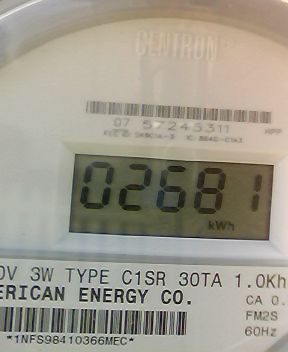 CENTRON
07 57245311 APP
02681
kWh
0V 3W TYPE C1SR 30TA 1.0Kh
ERICAN ENERGY CO. CA 0.
FM2S
60Hz
*1NFS98410366MEC*